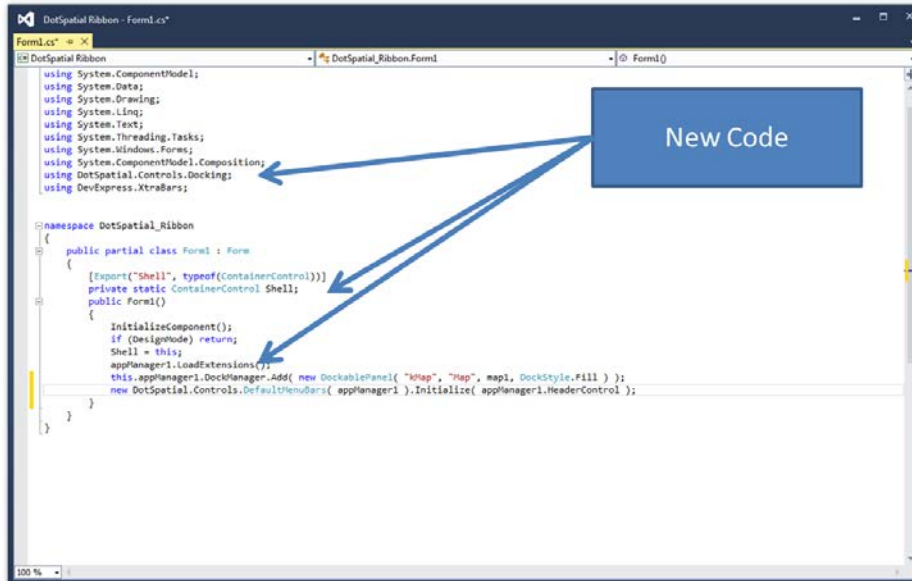 DotSpatial Ribbon - Form1.cs*
Form1.cs*
DotSpatial Ribbon
DotSpatial_Ribbon.Form1
Form1()
using System.ComponentModel;
using System.Data;
using System.Drawing;
using System.Linq;
using System.Text;
using System.Threading.Tasks;
using System.Windows.Forms;
using System.ComponentModel.Composition;
using DotSpatial.Controls.Docking;
using DevExpress.XtraBars;
New Code
namespace DotSpatial_Ribbon
{
public partial class Form1 : Form
{
[Export("Shell", typeof(ContainerControl))]
private static ContainerControl Shell;
public Form1()
{
InitializeComponent();
if (DesignMode) return;
Shell = this;
appManager1.LoadExtensions();
this.appManager1.DockManager.Add( new DockablePanel( "kMap", "Map", map1, DockStyle.Fill ) );
new DotSpatial.Controls.DefaultMenuBars( appManager1 ).Initialize( appManager1.HeaderControl );
}
}
}
100 %